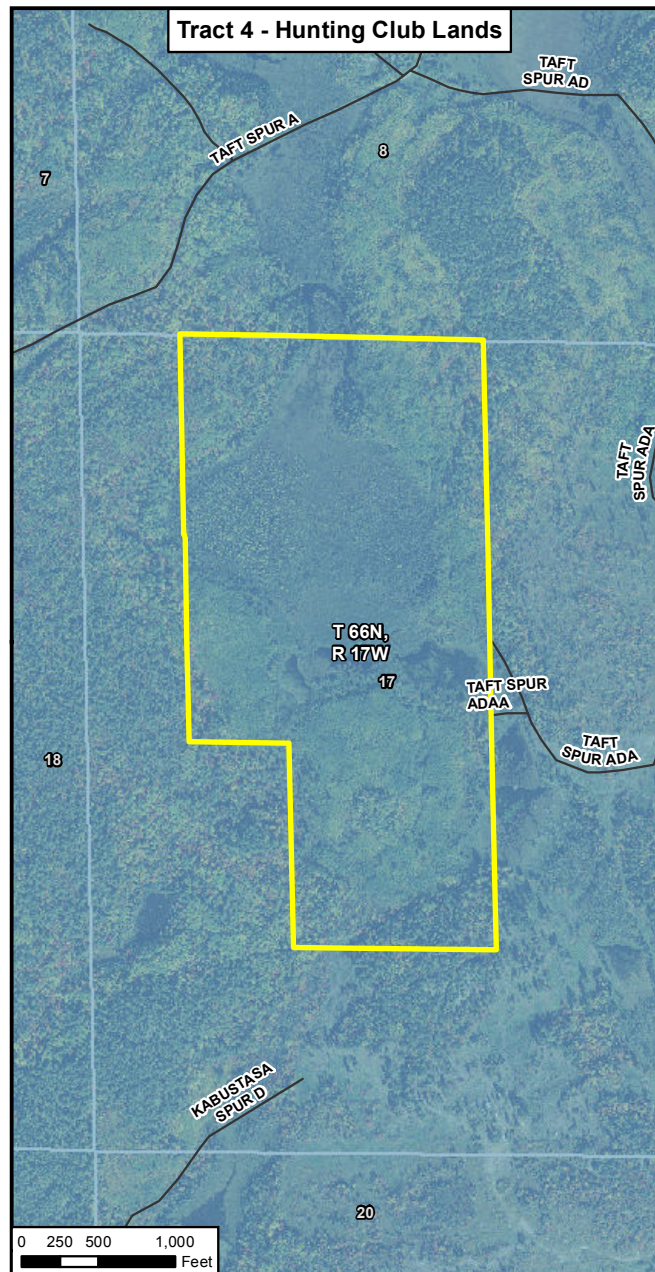 Tract 4 - Hunting Club Lands
TAFT
SPUR AD
TAFT SPUR A
8
7
TAFT
SPUR ADA
T 66N,
R 17W
17
TAFT SPUR
ADAA
TAFT
SPUR ADA
18
KABUSTASA
SPUR D
20
0 250 500 1,000
Feet